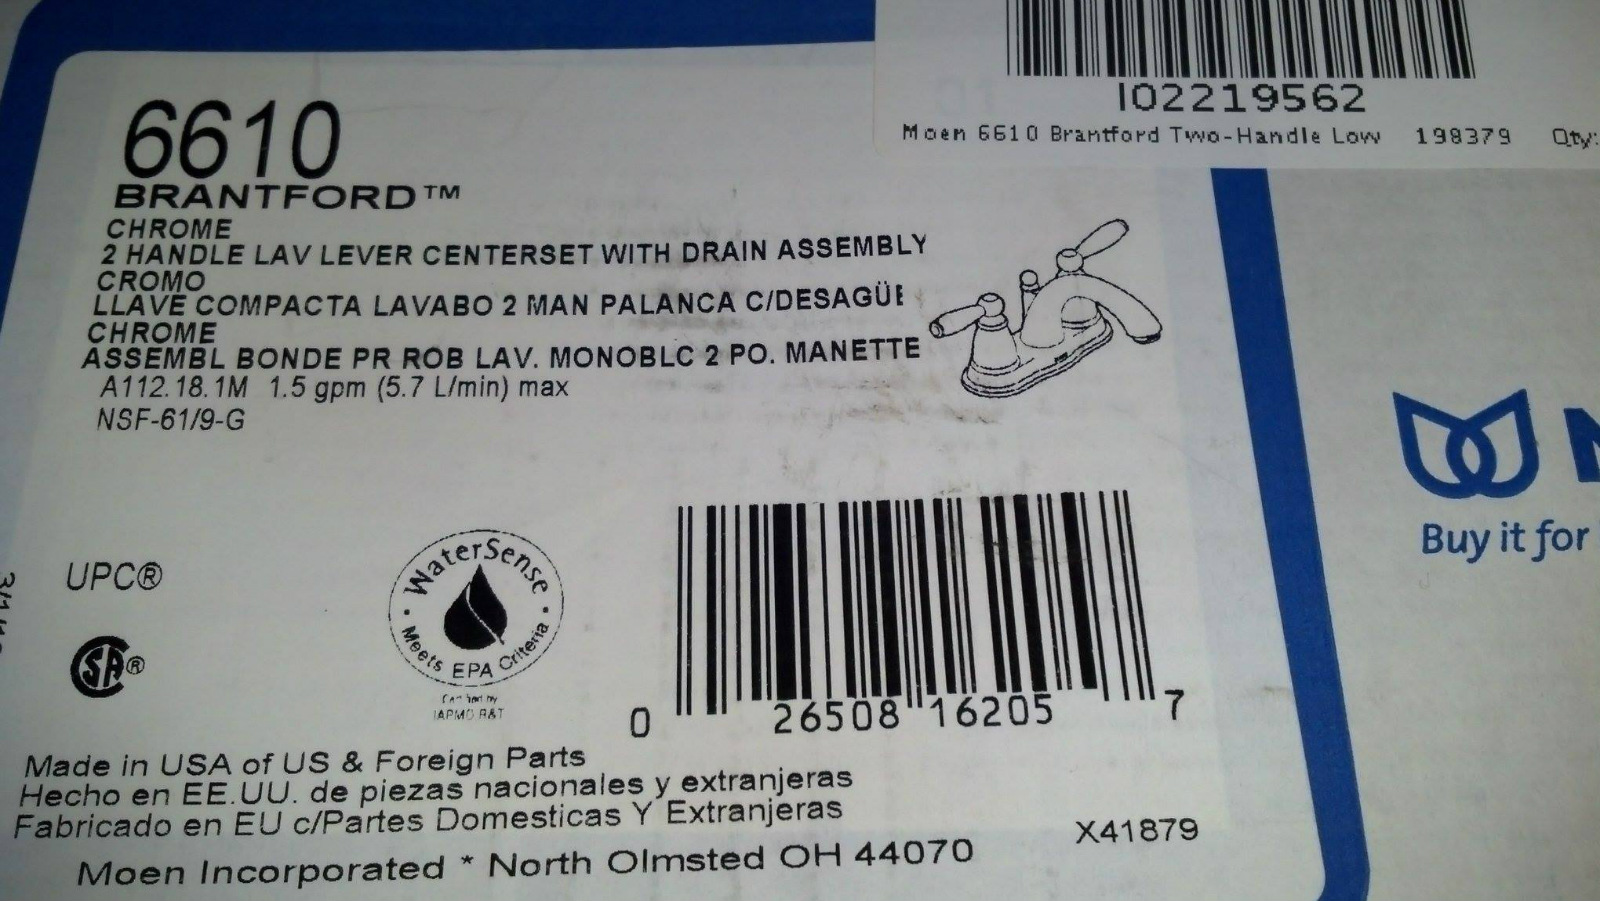 I02219562
Moen 6610 Brantford Two-Handle Low 198379 Qty:
6610
BRANTFORD™
CHROME
2 HANDLE LAV LEVER CENTERSET WITH DRAIN ASSEMBLY
CROMO
LLAVE COMPACTA LAVABO 2 MAN PALANCA C/DESAGÜE
CHROME
ASSEMBL BONDE PR ROB LAV. MONOBLC 2 PO. MANETTE
A112.18.1M 1.5 gpm (5.7 L/min) max
NSF-61/9-G
Buy it for
UPC®
WaterSense
Meets EPA Criteria
Certified by
IAPMO R&T
SA®
0 26508 16205 7
Made in USA of US & Foreign Parts
Hecho en EE.UU. de piezas nacionales y extranjeras
Fabricado en EU c/Partes Domesticas Y Extranjeras
X41879
Moen Incorporated * North Olmsted OH 44070